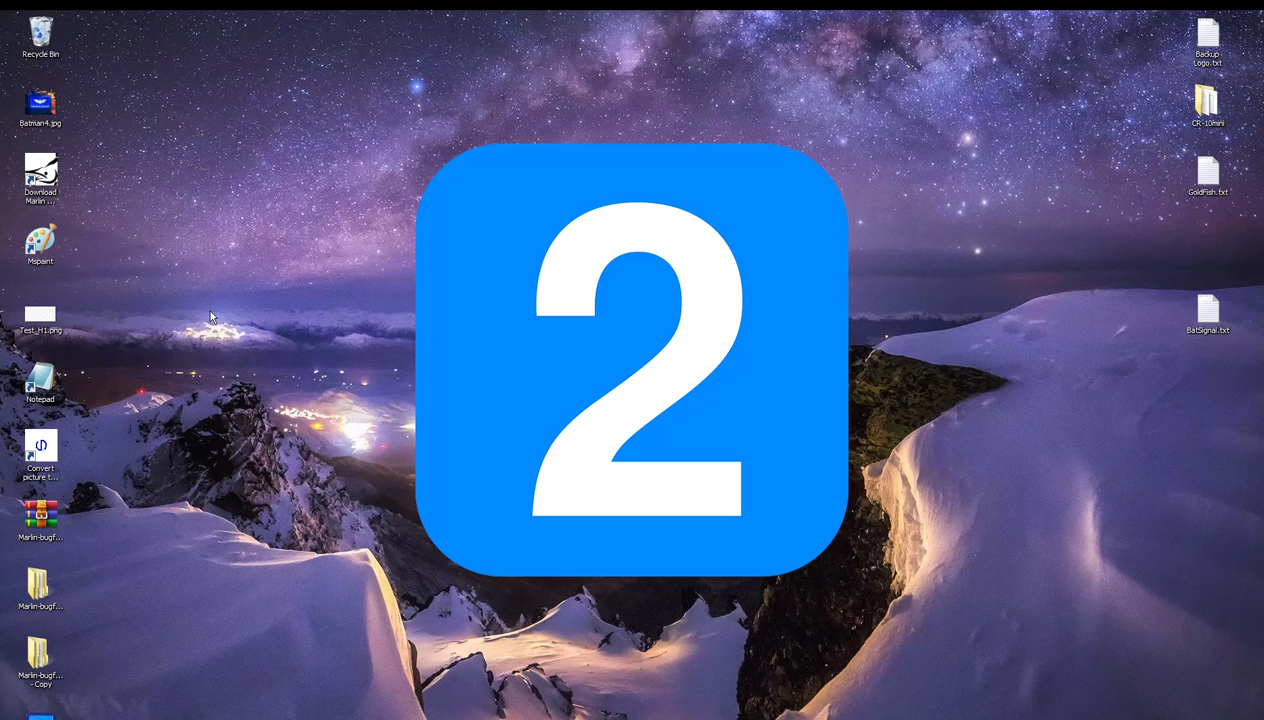 Recycle Bin
Batman4.jpg
Download
Marlin ...
Mspaint
Test_H1.png
Notepad
Convert
picture t...
Marlin-bugf...
Marlin-bugf...
Marlin-bugf...
- Copy
2
Backup
Logo.txt
CR-10mini
GoldFish.txt
BatSignal.txt